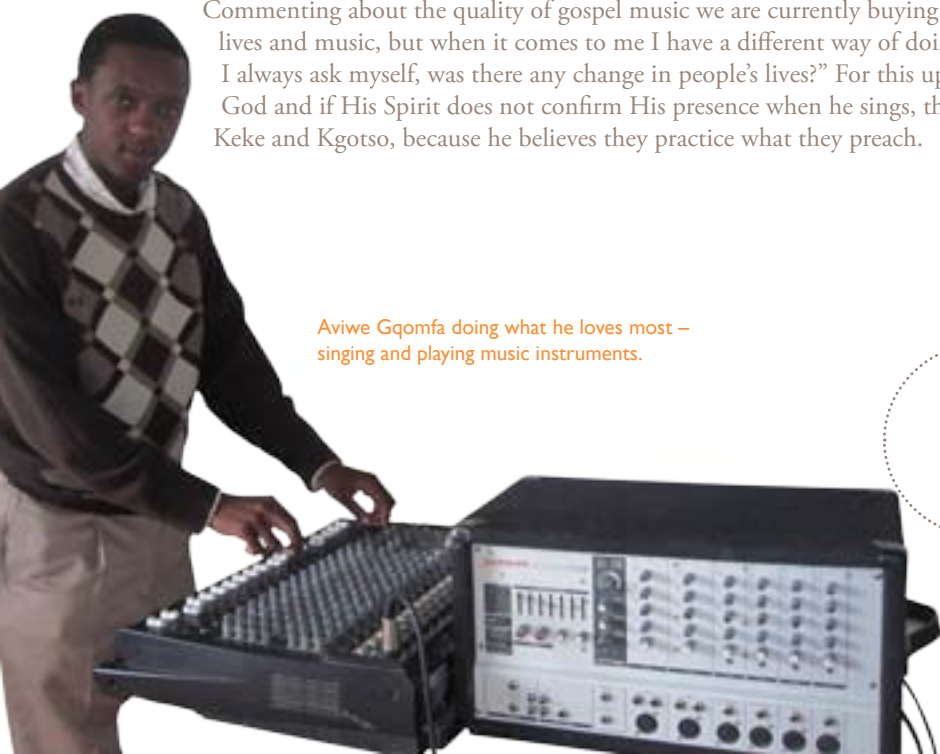 Commenting about the quality of gospel music we are currently buying
lives and music, but when it comes to me I have a different way of doi
I always ask myself, was there any change in people’s lives?” For this up
God and if His Spirit does not confirm His presence when he sings, th
Keke and Kgotso, because he believes they practice what they preach.
Aviwe Gqomfa doing what he loves most –
singing and playing music instruments.